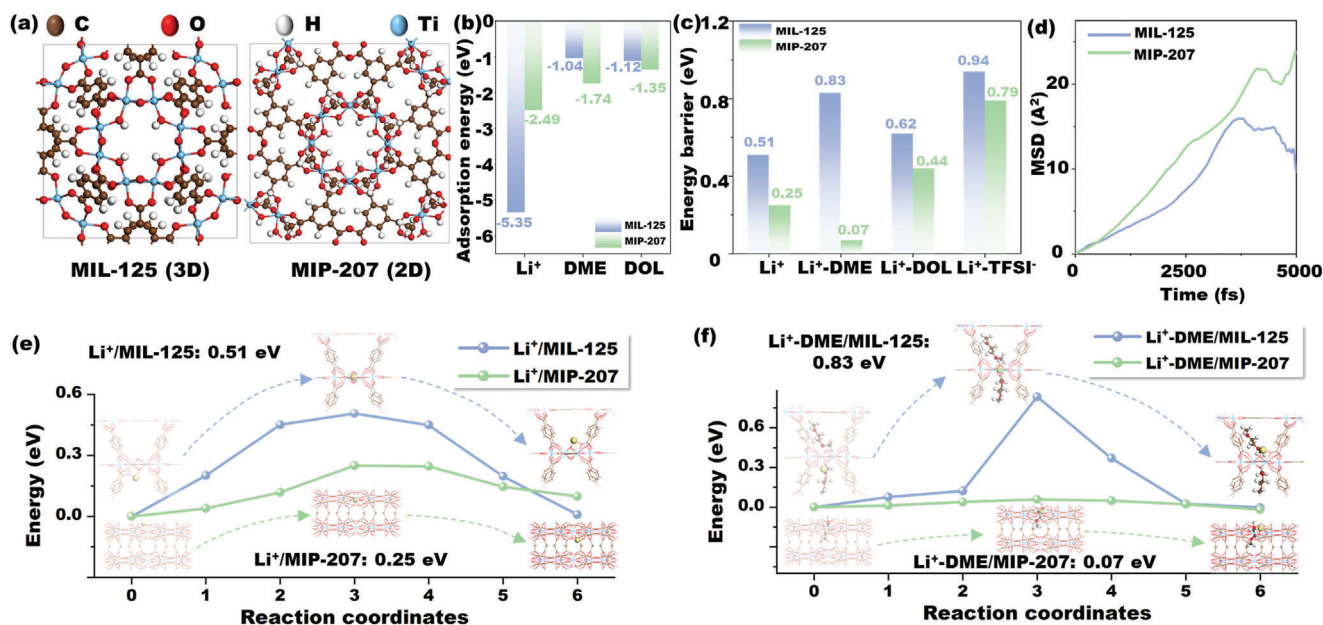 (a)
C
O
H
Ti
MIL-125 (3D)
MIP-207 (2D)
(b)
Adsorption energy (eV)
-0
-1
-2
-3
-4
-5
-6
-5.35
-2.49
-1.04
-1.74
-1.12
-1.35
MIL-125
MIP-207
Li⁺
DME
DOL
(c)
Energy barrier (eV)
1.2
0.8
0.4
0
MIL-125
MIP-207
0.51
0.25
0.83
0.07
0.62
0.44
0.94
0.79
Li⁺
Li⁺-DME
Li⁺-DOL
Li⁺-TFSI⁻
(d)
MSD (A²)
20
10
0
MIL-125
MIP-207
0
2500
5000
Time (fs)
(e)
Li⁺/MIL-125: 0.51 eV
Li⁺/MIL-125
Li⁺/MIP-207
Energy (eV)
0.6
0.3
0.0
Li⁺/MIP-207: 0.25 eV
0 1 2 3 4 5 6
Reaction coordinates
(f)
Li⁺-DME/MIL-125:
0.83 eV
Li⁺-DME/MIL-125
Li⁺-DME/MIP-207
Energy (eV)
0.6
0.0
Li⁺-DME/MIP-207: 0.07 eV
0 1 2 3 4 5 6
Reaction coordinates